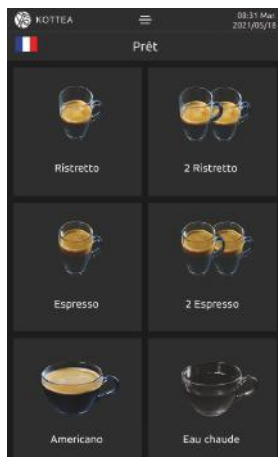 KOTTEA
08:31 Mar.
2021/05/18
Prêt
Ristretto
2 Ristretto
Espresso
2 Espresso
Americano
Eau chaude